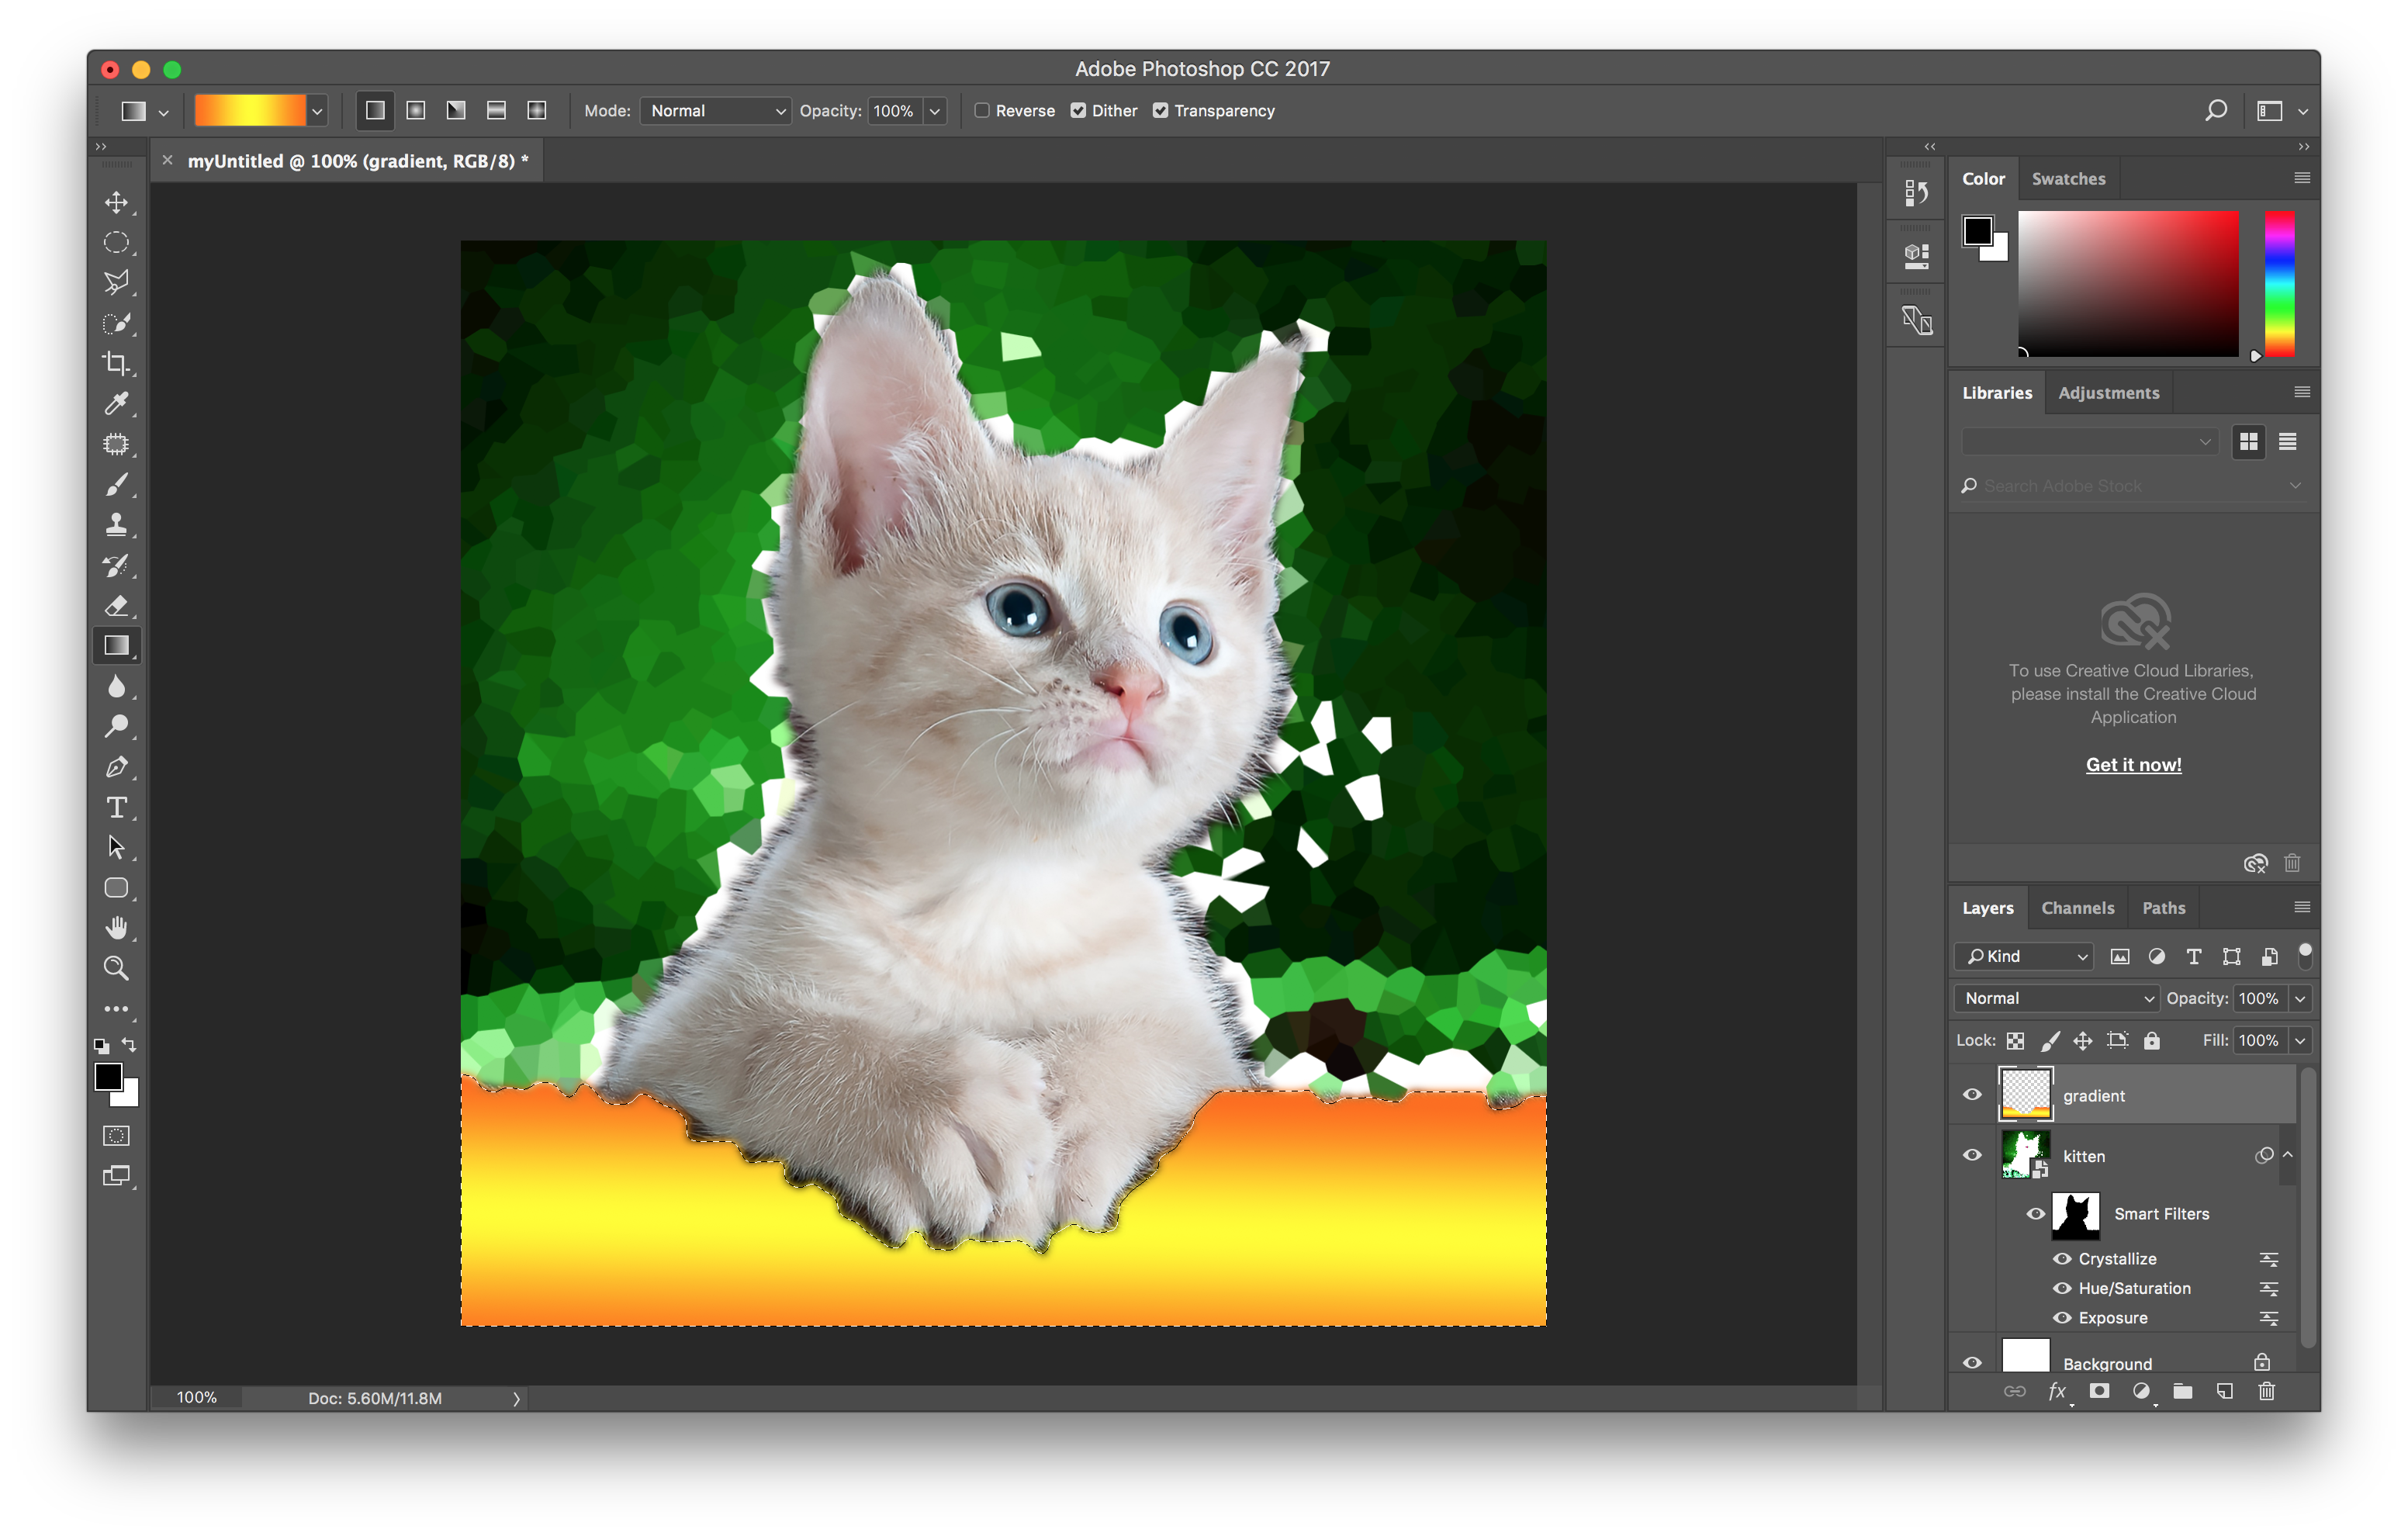 Adobe Photoshop CC 2017
Mode: Normal Opacity: 100% Reverse Dither Transparency
myUntitled @ 100% (gradient, RGB/8) *
Color Swatches
Libraries Adjustments
Search Adobe Stock
To use Creative Cloud Libraries,
please install the Creative Cloud
Application
Get it now!
Layers Channels Paths
Kind
Normal Opacity: 100%
Lock: Fill: 100%
gradient
kitten
Smart Filters
Crystallize
Hue/Saturation
Exposure
Background
fx
100% Doc: 5.60M/11.8M